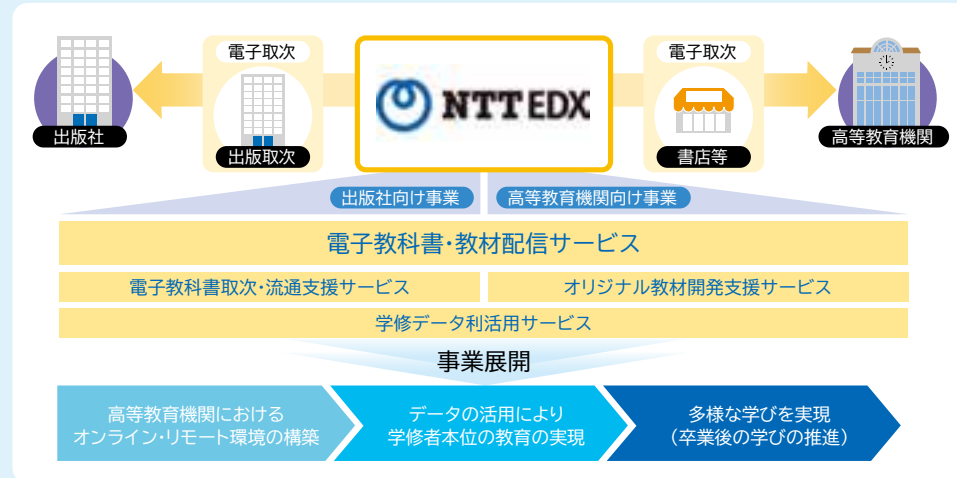 電子取次
電子取次
NTT EDX
出版社
出版取次
書店等
高等教育機関
出版社向け事業
高等教育機関向け事業
電子教科書・教材配信サービス
電子教科書取次・流通支援サービス
オリジナル教材開発支援サービス
学修データ利活用サービス
事業展開
高等教育機関における
オンライン・リモート環境の構築
データの活用により
学修者本位の教育の実現
多様な学びを実現
（卒業後の学びの推進）